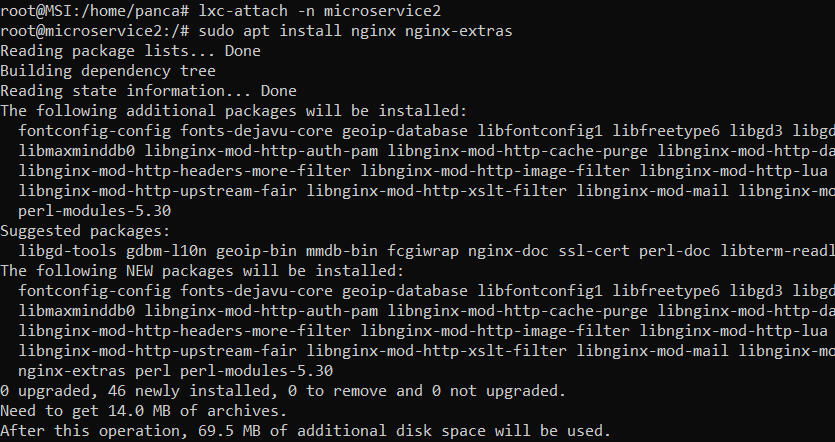 root@MSI:/home/panca# lxc-attach -n microservice2
root@microservice2:/# sudo apt install nginx nginx-extras
Reading package lists... Done
Building dependency tree
Reading state information... Done
The following additional packages will be installed:
  fontconfig-config fonts-dejavu-core geoip-database libfontconfig1 libfreetype6 libgd3 libgd
  libmaxminddb0 libnginx-mod-http-auth-pam libnginx-mod-http-cache-purge libnginx-mod-http-da
  libnginx-mod-http-headers-more-filter libnginx-mod-http-image-filter libnginx-mod-http-lua
  libnginx-mod-http-upstream-fair libnginx-mod-http-xslt-filter libnginx-mod-mail libnginx-mo
  perl-modules-5.30
Suggested packages:
  libgd-tools gdbm-l10n geoip-bin mmdb-bin fcgiwrap nginx-doc ssl-cert perl-doc libterm-readl
The following NEW packages will be installed:
  fontconfig-config fonts-dejavu-core geoip-database libfontconfig1 libfreetype6 libgd3 libgd
  libmaxminddb0 libnginx-mod-http-auth-pam libnginx-mod-http-cache-purge libnginx-mod-http-da
  libnginx-mod-http-headers-more-filter libnginx-mod-http-image-filter libnginx-mod-http-lua
  libnginx-mod-http-upstream-fair libnginx-mod-http-xslt-filter libnginx-mod-mail libnginx-mo
  nginx-extras perl perl-modules-5.30
0 upgraded, 46 newly installed, 0 to remove and 0 not upgraded.
Need to get 14.0 MB of archives.
After this operation, 69.5 MB of additional disk space will be used.